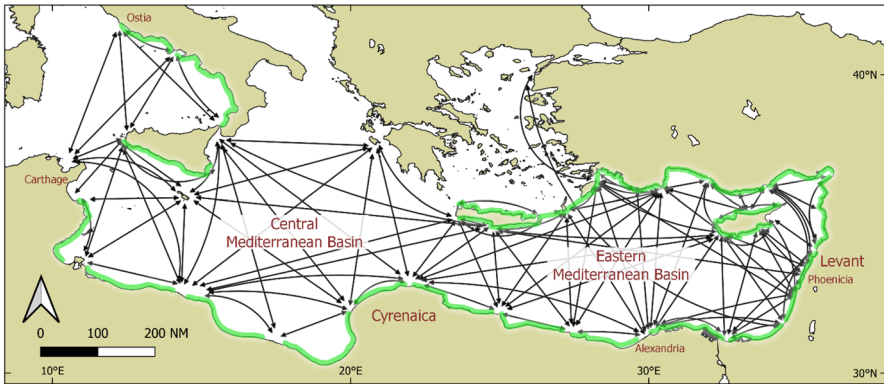 Ostia
40°N
Carthage
Central
Mediterranean Basin
Eastern
Mediterranean Basin
Levant
Phoenicia
Cyrenaica
0 100 200 NM
Alexandria
10°E
20°E
30°E
30°N